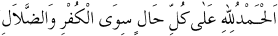 اَلْحَمْدُلِلّٰهِ عَلٰى كُلِّ حَالٍ سِوَى الْكُفْرِ وَالضَّلَالِ